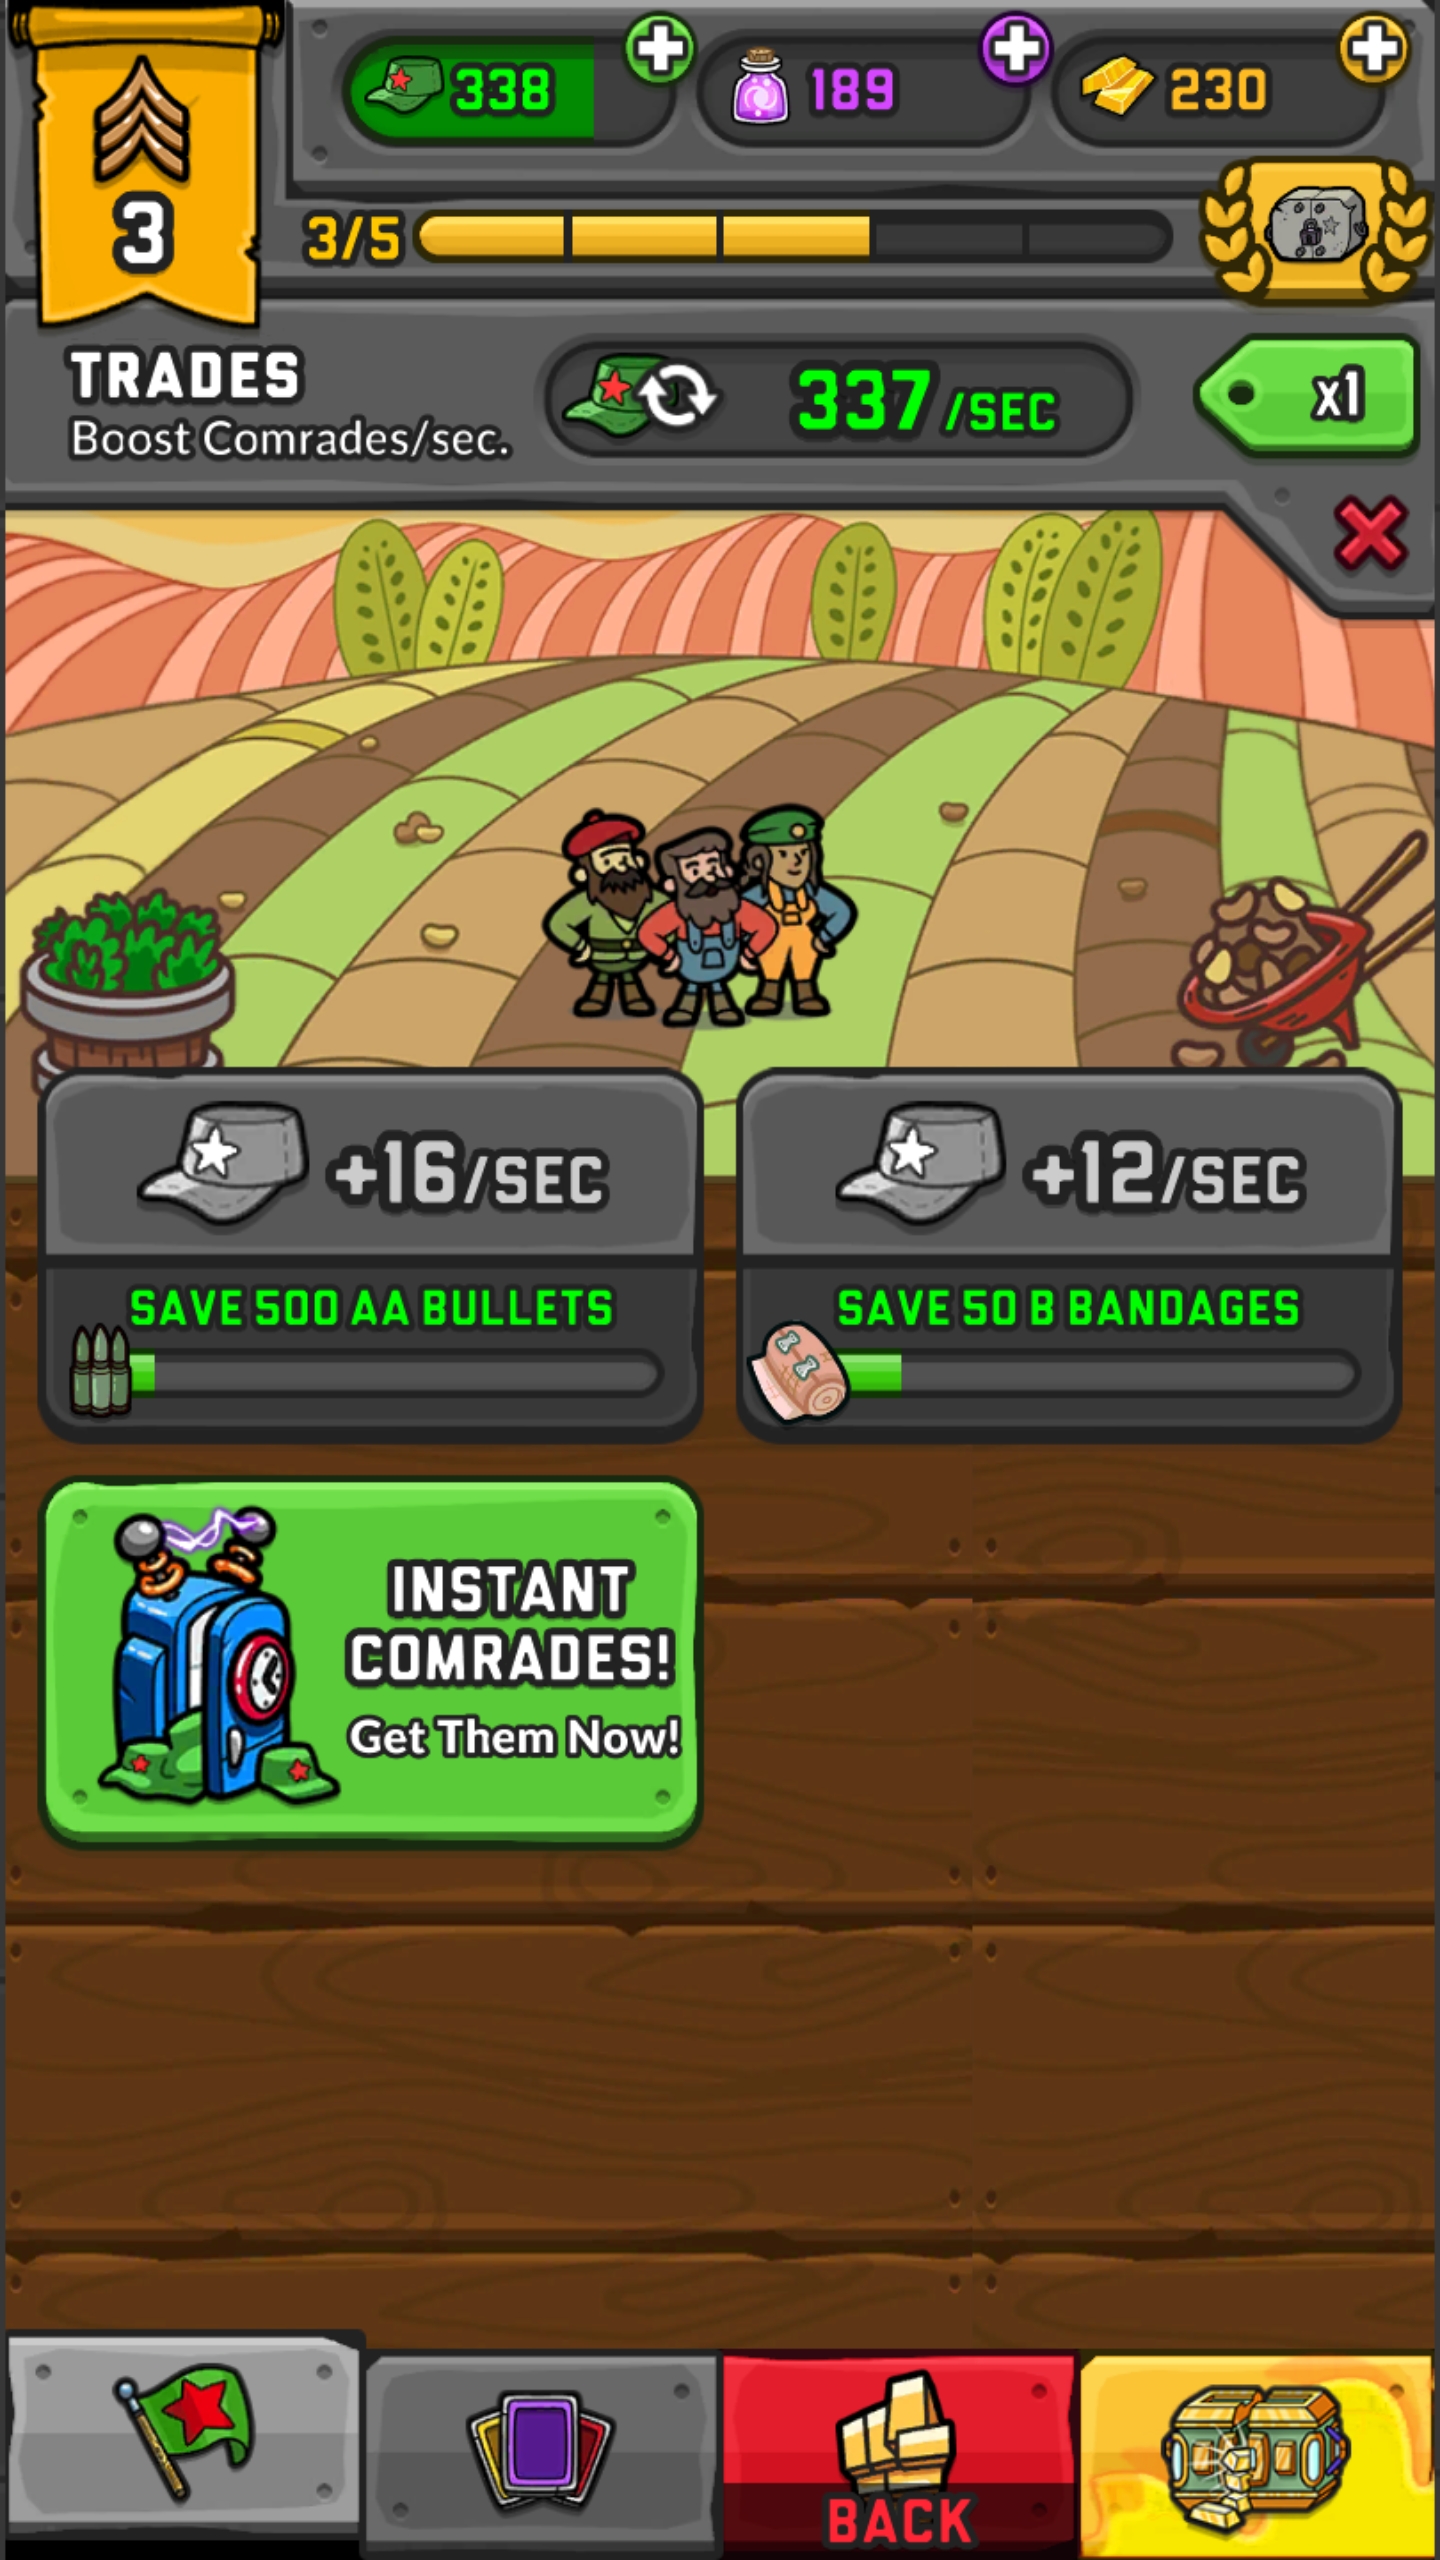 338
189
230
3
3/5
TRADES
Boost Comrades/sec.
337/SEC
x1
+16/SEC
+12/SEC
SAVE 500 AA BULLETS
SAVE 50 B BANDAGES
INSTANT
COMRADES!
Get Them Now!
BACK